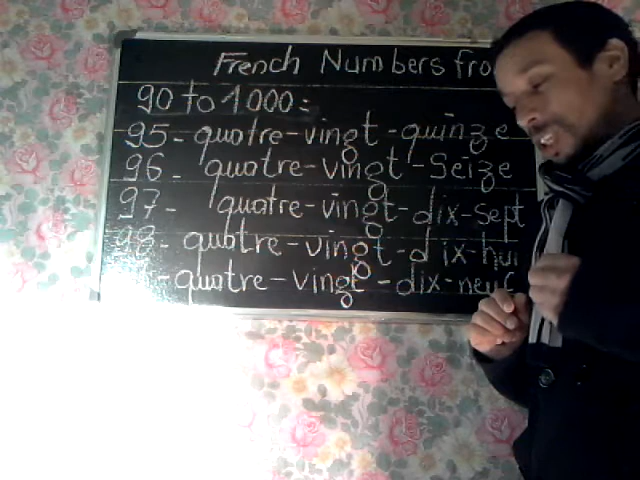 French Numbers fro
90 to 1000:
95- quatre-vingt-quinze
96- quatre-vingt-Seize
97- quatre-vingt-dix-sept
98- quatre-vingt-dix-hui
- quatre-vingt-dix-neuf